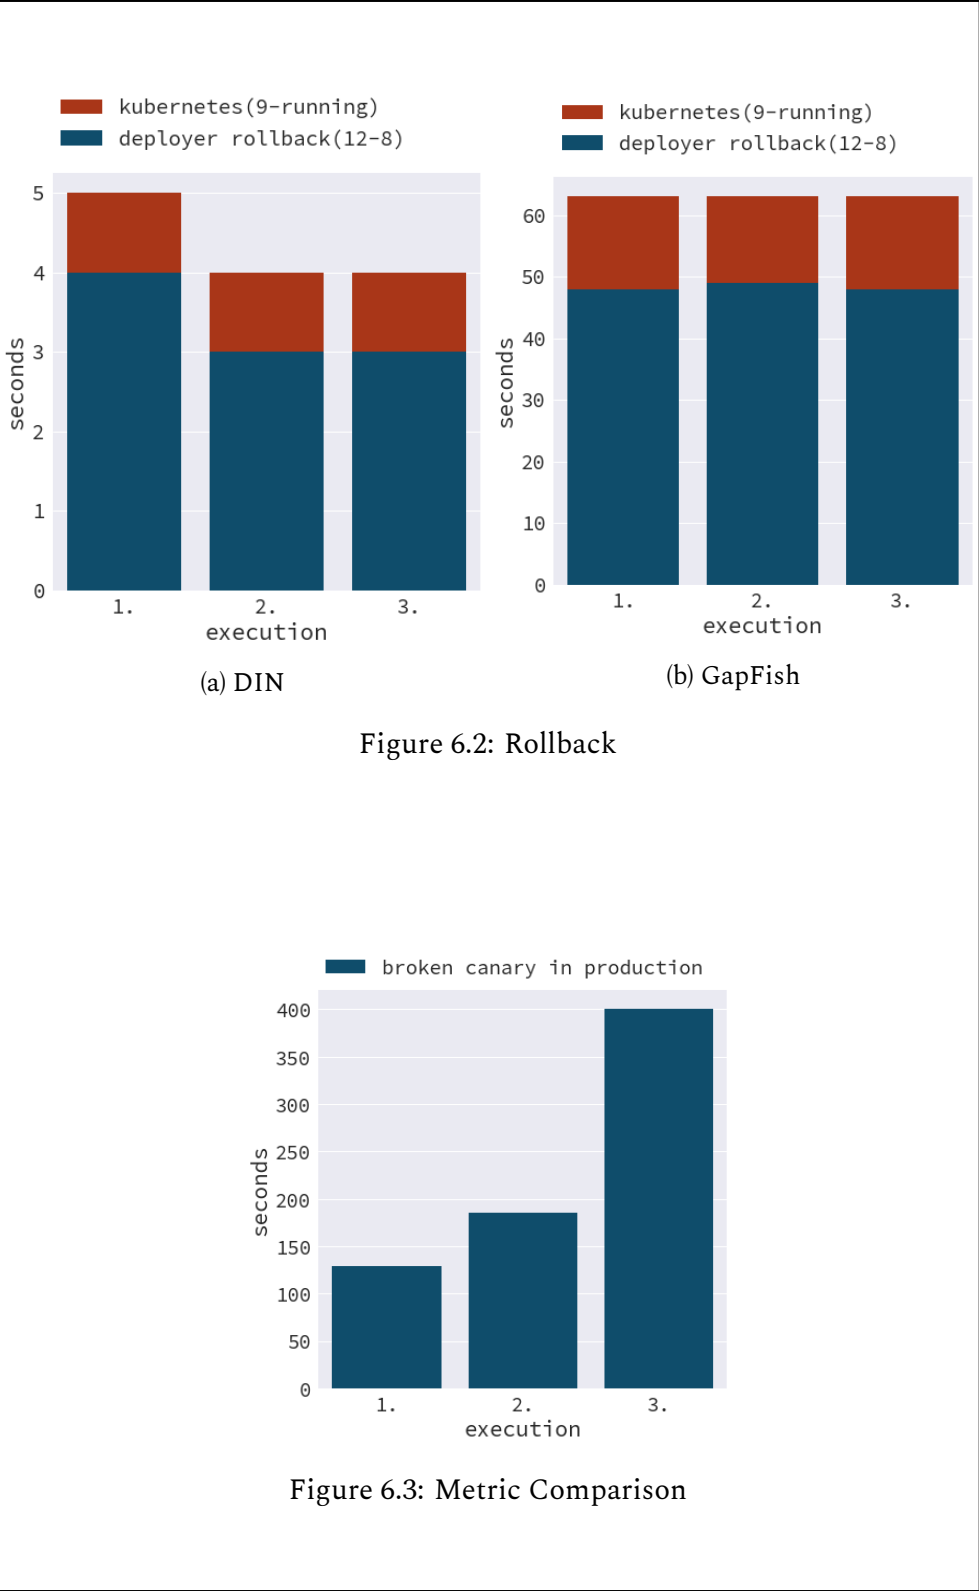 kubernetes(9-running)
deployer rollback(12-8)
5
4
3
2
1
0
seconds
1. 2. 3.
execution
(a) DIN
kubernetes(9-running)
deployer rollback(12-8)
60
50
40
30
20
10
0
seconds
1. 2. 3.
execution
(b) GapFish
Figure 6.2: Rollback
broken canary in production
400
350
300
250
200
150
100
50
0
seconds
1. 2. 3.
execution
Figure 6.3: Metric Comparison